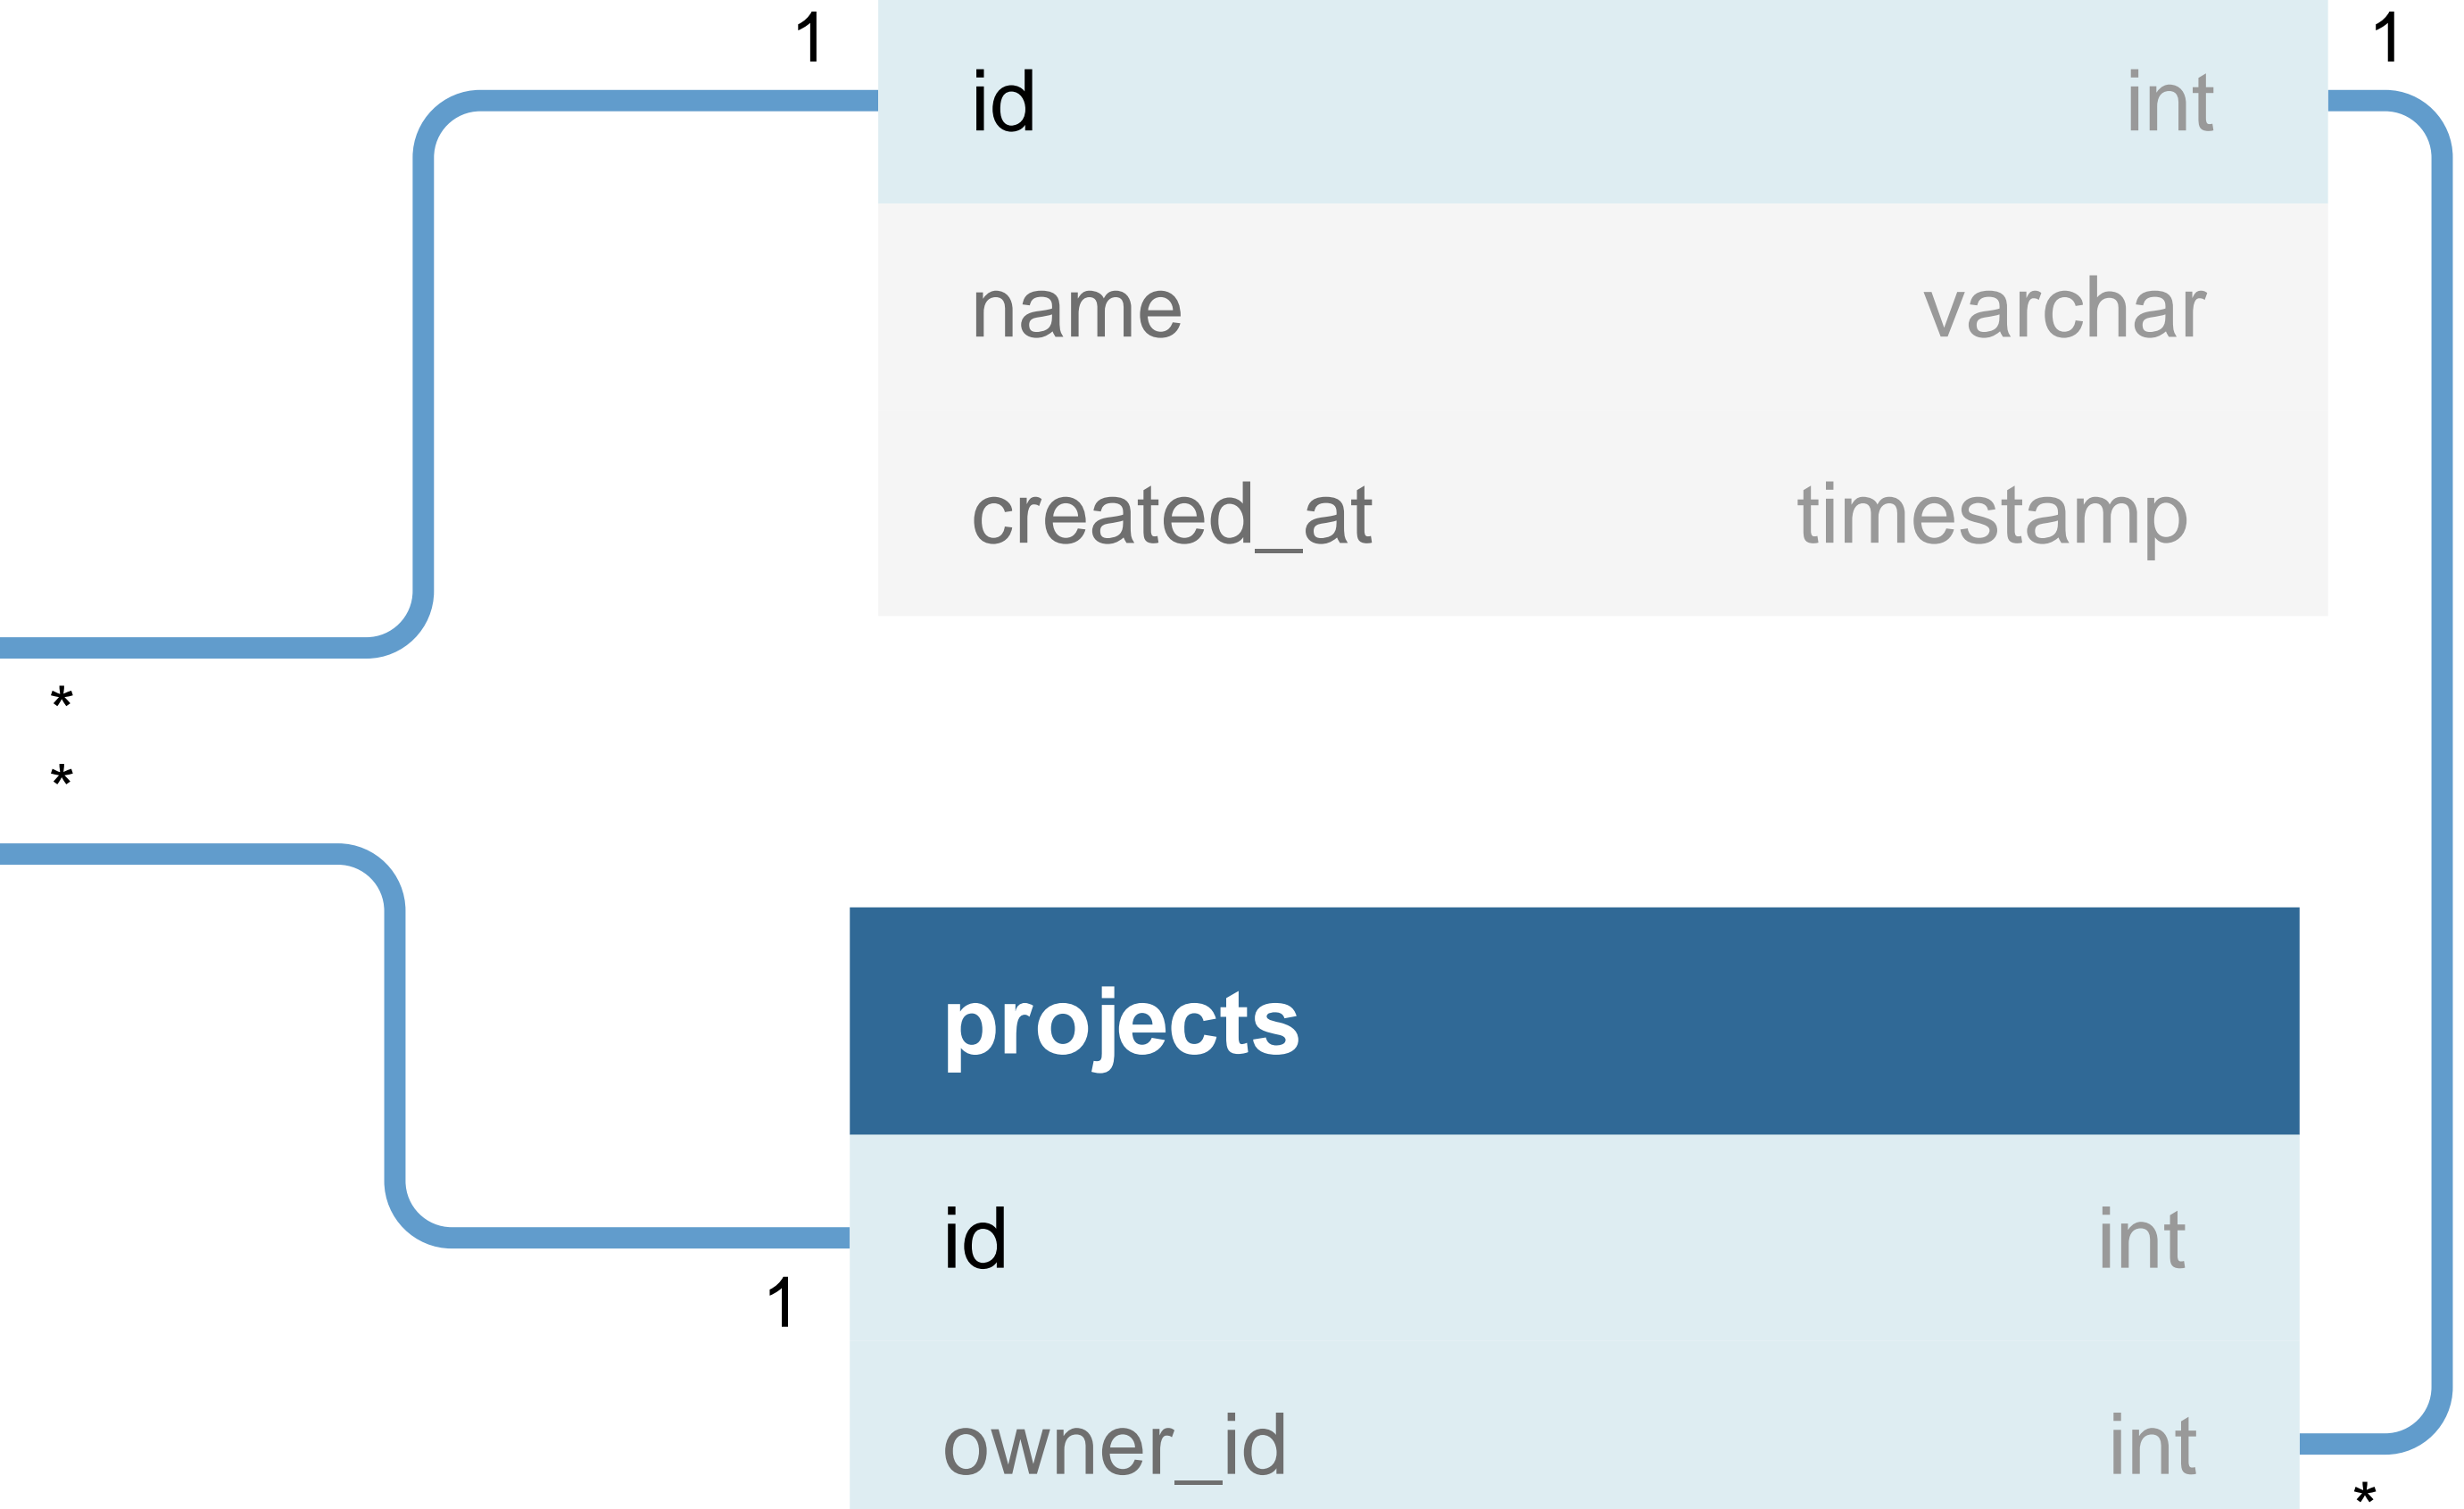 1 1
id int
name varchar
created_at timestamp
*
*
projects
id int
1
owner_id int
*